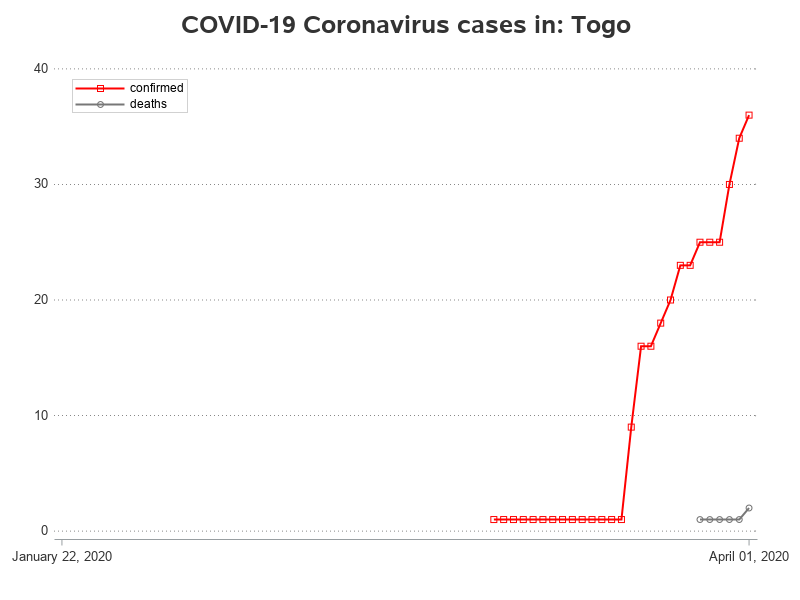 COVID-19 Coronavirus cases in: Togo
40
confirmed
deaths
30
20
10
0
January 22, 2020
April 01, 2020